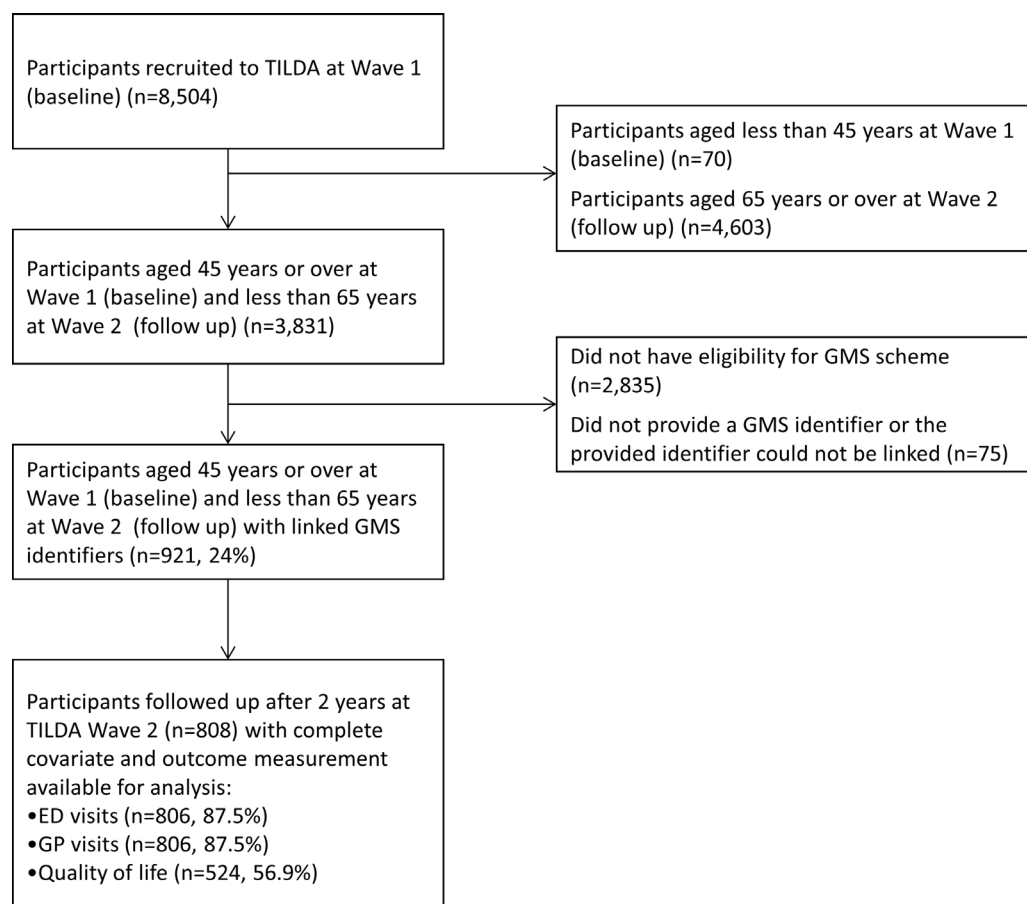 Participants recruited to TILDA at Wave 1
(baseline) (n=8,504)
Participants aged less than 45 years at Wave 1
(baseline) (n=70)
Participants aged 65 years or over at Wave 2
(follow up) (n=4,603)
Participants aged 45 years or over at
Wave 1 (baseline) and less than 65 years
at Wave 2  (follow up) (n=3,831)
Did not have eligibility for GMS scheme
(n=2,835)
Did not provide a GMS identifier or the
provided identifier could not be linked (n=75)
Participants aged 45 years or over at
Wave 1 (baseline) and less than 65 years
at Wave 2  (follow up) with linked GMS
identifiers (n=921, 24%)
Participants followed up after 2 years at
TILDA Wave 2 (n=808) with complete
covariate and outcome measurement
available for analysis:
•ED visits (n=806, 87.5%)
•GP visits (n=806, 87.5%)
•Quality of life (n=524, 56.9%)